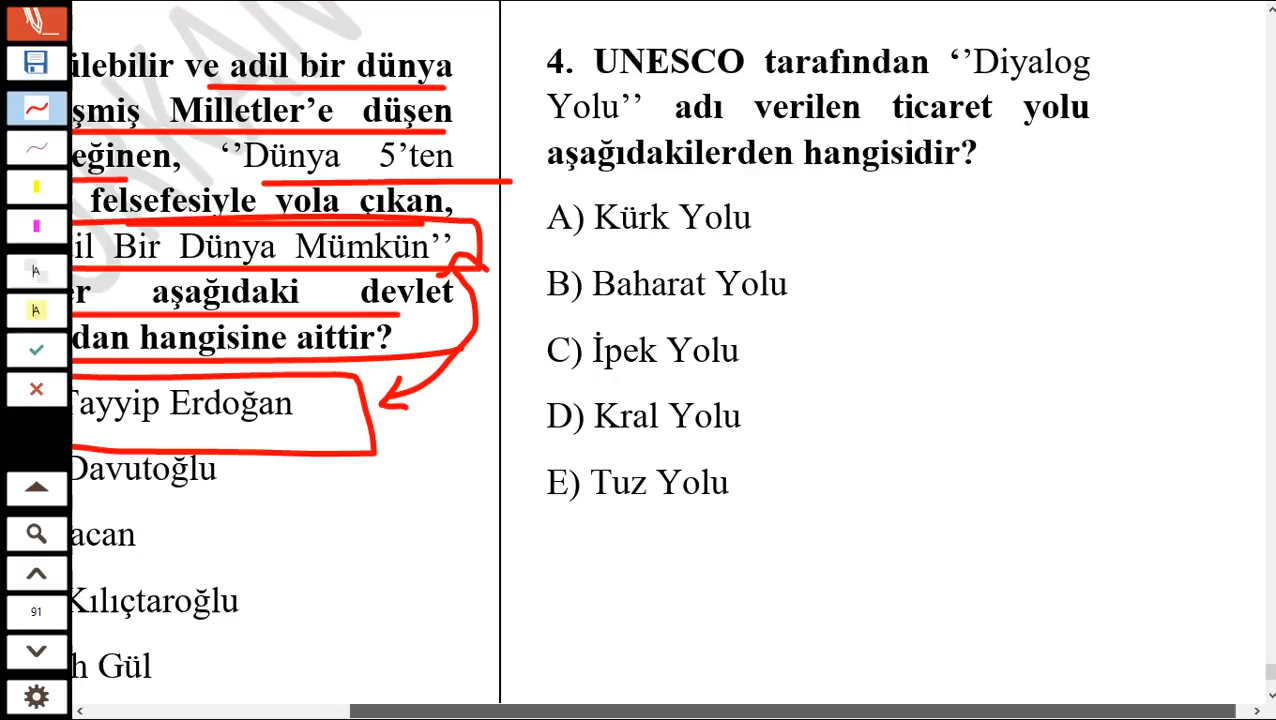 ülebilir ve adil bir dünya
şmiş Milletler’e düşen
eğinen, ‘’Dünya 5’ten
felsefesiyle yola çıkan,
il Bir Dünya Mümkün’’
er aşağıdaki devlet
dan hangisine aittir?
Tayyip Erdoğan
Davutoğlu
acan
Kılıçtaroğlu
h Gül
4. UNESCO tarafından ‘’Diyalog
Yolu’’ adı verilen ticaret yolu
aşağıdakilerden hangisidir?
A) Kürk Yolu
B) Baharat Yolu
C) İpek Yolu
D) Kral Yolu
E) Tuz Yolu
91